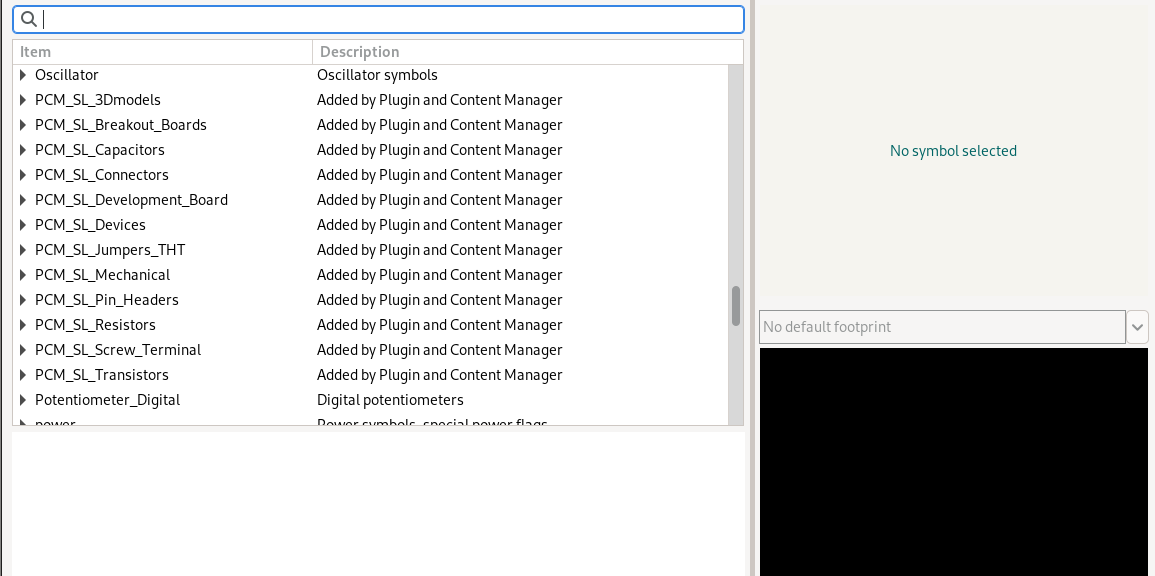 Item Description
Oscillator Oscillator symbols
PCM_SL_3Dmodels Added by Plugin and Content Manager
PCM_SL_Breakout_Boards Added by Plugin and Content Manager
PCM_SL_Capacitors Added by Plugin and Content Manager
PCM_SL_Connectors Added by Plugin and Content Manager
PCM_SL_Development_Board Added by Plugin and Content Manager
PCM_SL_Devices Added by Plugin and Content Manager
PCM_SL_Jumpers_THT Added by Plugin and Content Manager
PCM_SL_Mechanical Added by Plugin and Content Manager
PCM_SL_Pin_Headers Added by Plugin and Content Manager
PCM_SL_Resistors Added by Plugin and Content Manager
PCM_SL_Screw_Terminal Added by Plugin and Content Manager
PCM_SL_Transistors Added by Plugin and Content Manager
Potentiometer_Digital Digital potentiometers
power Power symbols, special power flags
No symbol selected
No default footprint